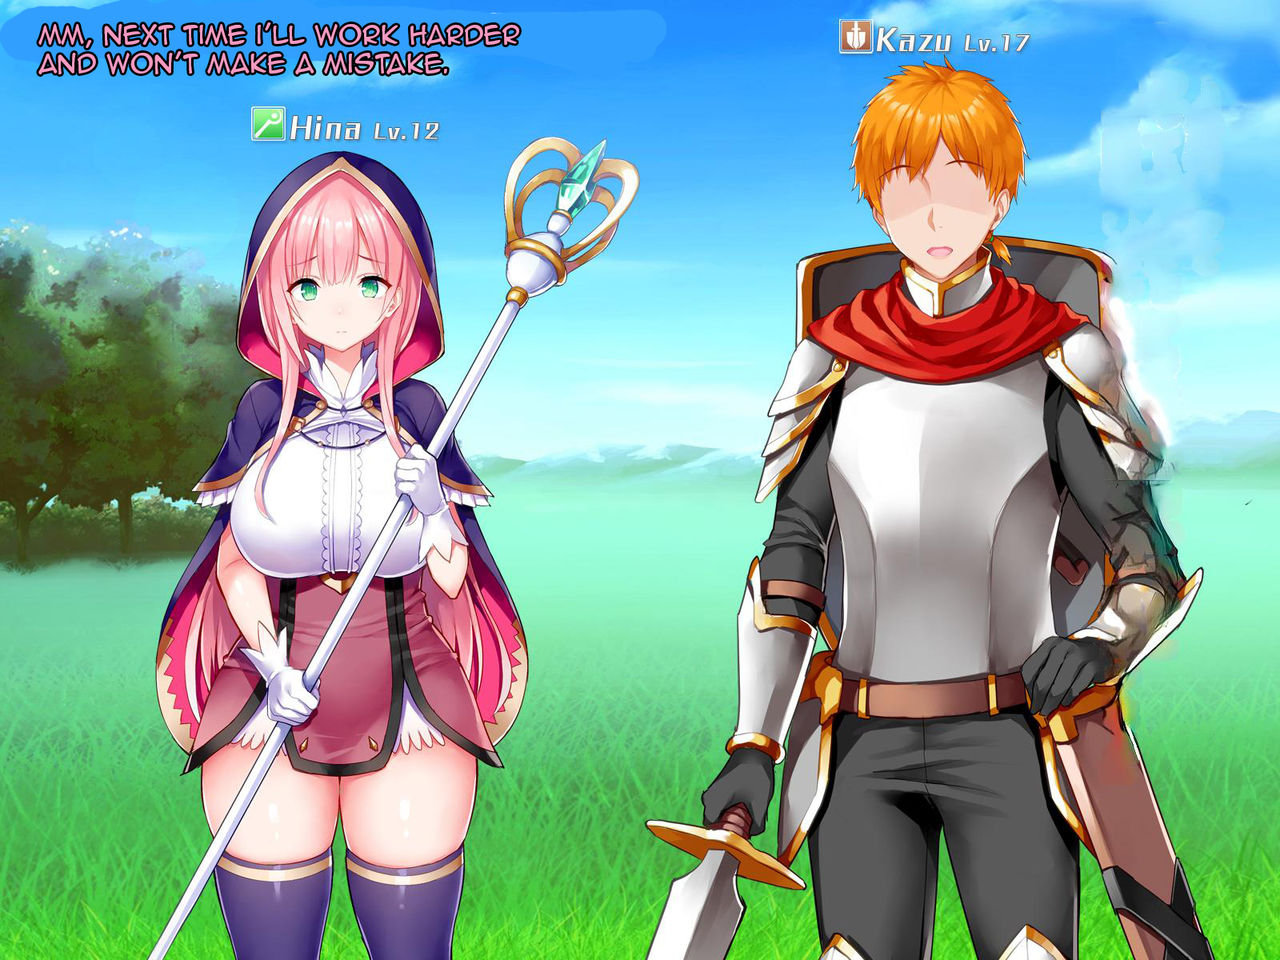 MM, NEXT TIME I'LL WORK HARDER
AND WON'T MAKE A MISTAKE.
Kazu Lv.17
Hina Lv.12